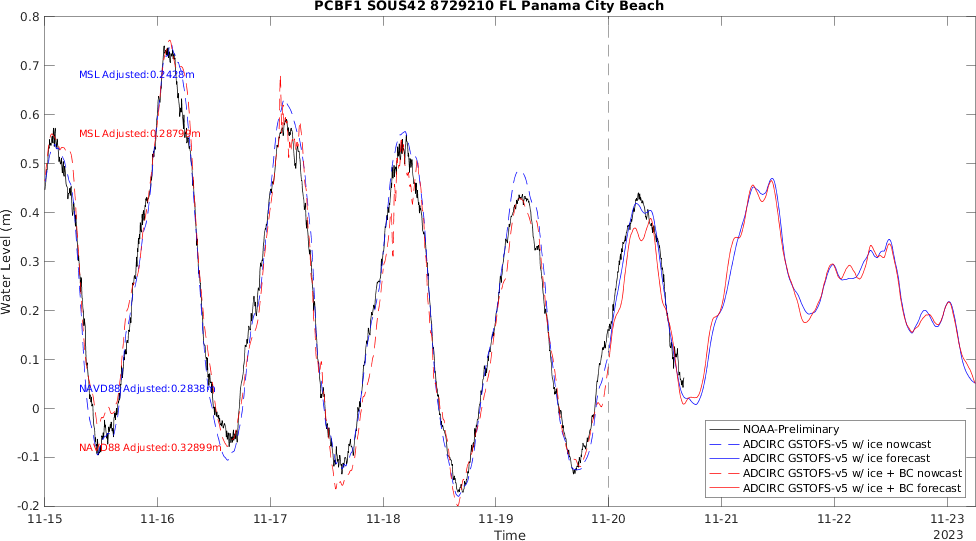 PCBF1 SOUS42 8729210 FL Panama City Beach
0.8
0.7
0.6
0.5
0.4
0.3
0.2
0.1
0
-0.1
-0.2
Water Level (m)
MSL Adjusted:0.2428m
MSL Adjusted:0.28799m
NAVD88 Adjusted:0.2838m
NAVD88 Adjusted:0.32899m
NOAA-Preliminary
ADCIRC GSTOFS-v5 w/ ice nowcast
ADCIRC GSTOFS-v5 w/ ice forecast
ADCIRC GSTOFS-v5 w/ ice + BC nowcast
ADCIRC GSTOFS-v5 w/ ice + BC forecast
11-15 11-16 11-17 11-18 11-19 11-20 11-21 11-22 11-23
Time 2023